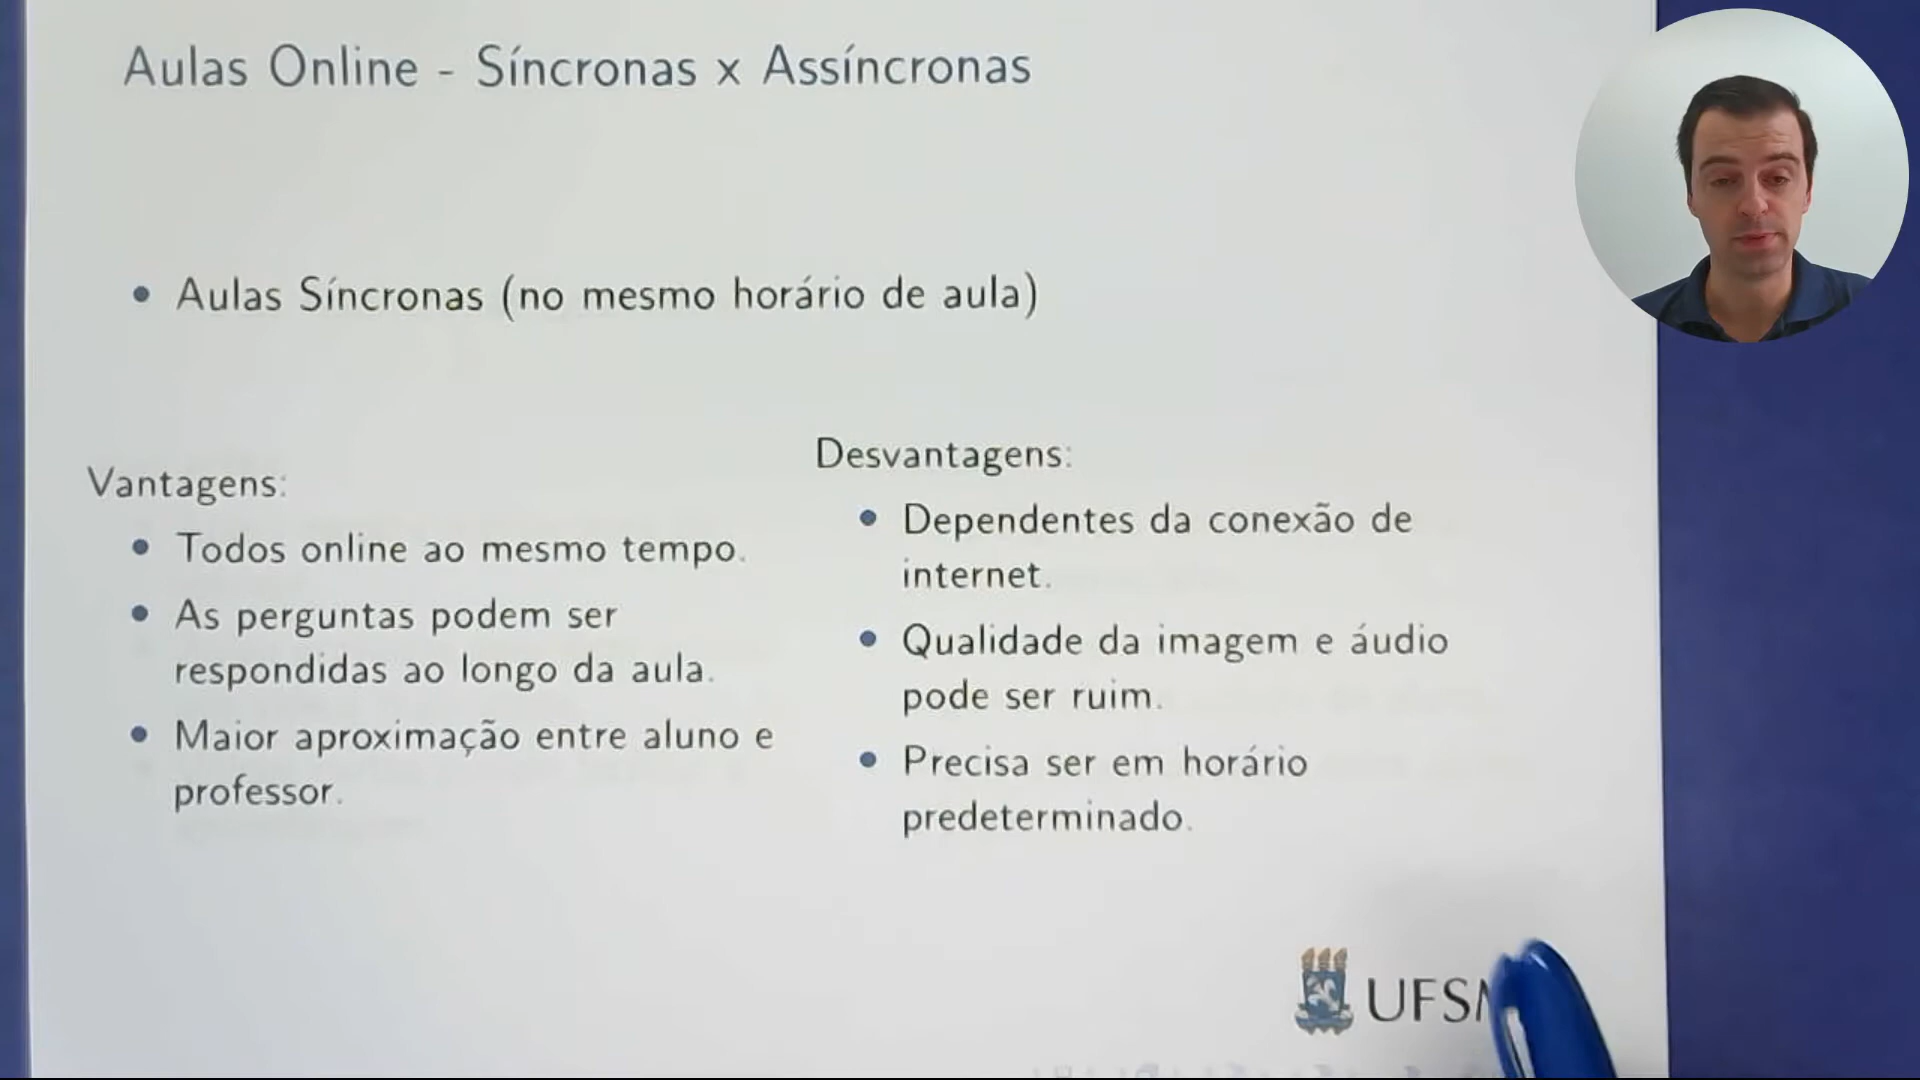 Aulas Online - Síncronas x Assíncronas
Aulas Síncronas (no mesmo horário de aula)
Vantagens:
Todos online ao mesmo tempo.
As perguntas podem ser
respondidas ao longo da aula.
Maior aproximação entre aluno e
professor.
Desvantagens:
Dependentes da conexão de
internet.
Qualidade da imagem e áudio
pode ser ruim.
Precisa ser em horário
predeterminado.
UFSM